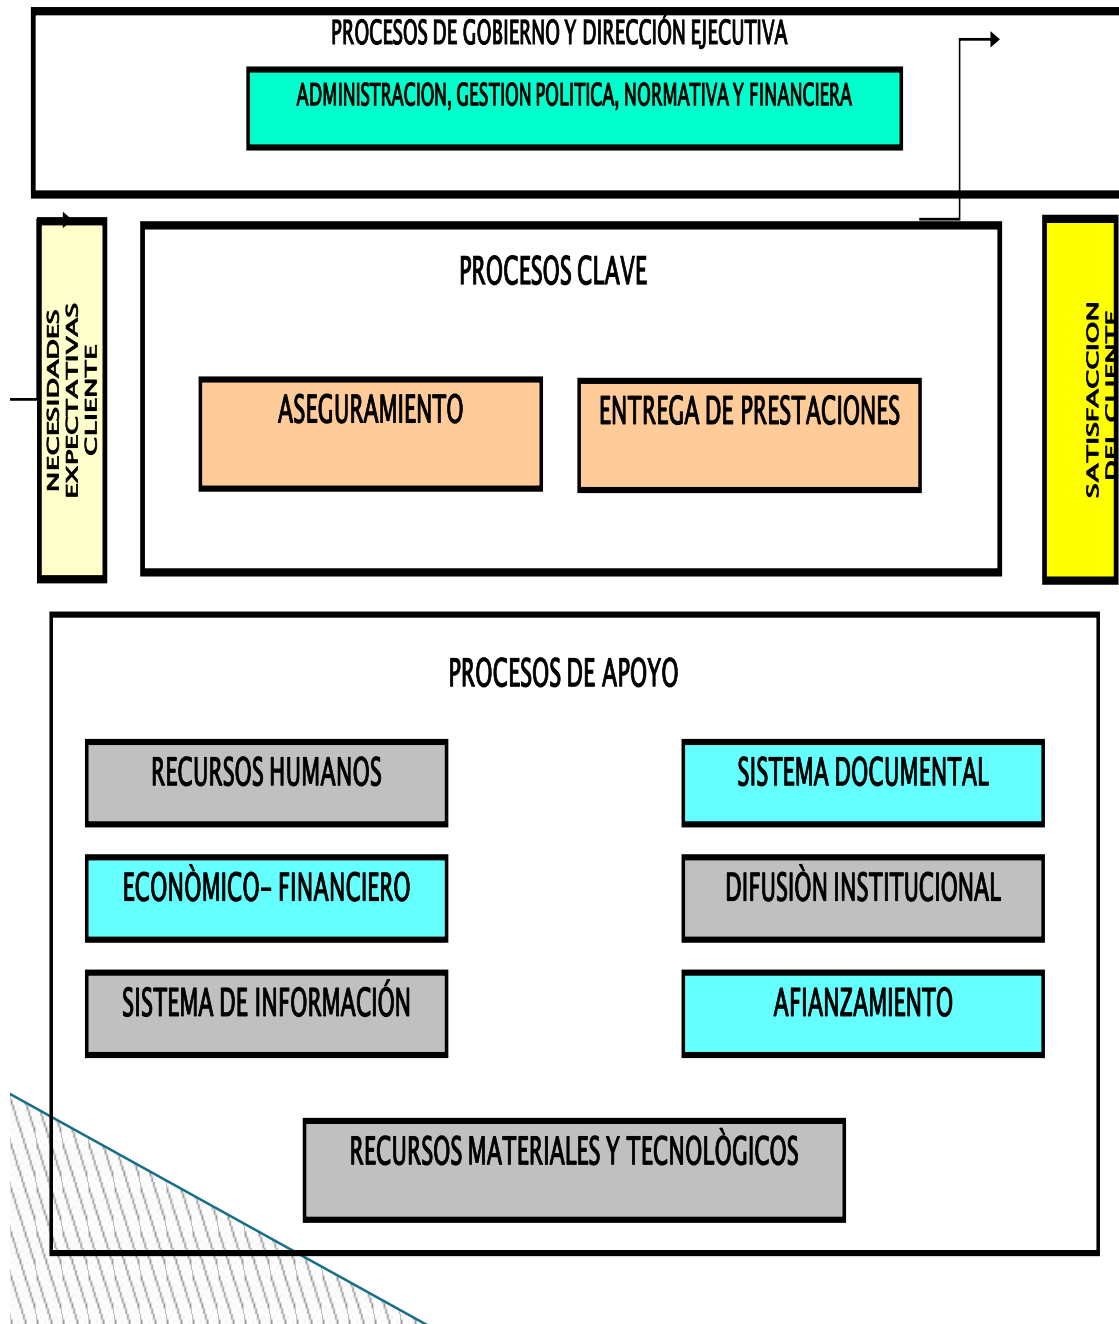 PROCESOS DE GOBIERNO Y DIRECCIÓN EJECUTIVA
ADMINISTRACION, GESTION POLITICA, NORMATIVA Y FINANCIERA
NECESIDADES
EXPECTATIVAS
CLIENTE
PROCESOS CLAVE
ASEGURAMIENTO
ENTREGA DE PRESTACIONES
SATISFACCION
DEL CLIENTE
PROCESOS DE APOYO
RECURSOS HUMANOS
SISTEMA DOCUMENTAL
ECONÒMICO– FINANCIERO
DIFUSIÒN INSTITUCIONAL
SISTEMA DE INFORMACIÓN
AFIANZAMIENTO
RECURSOS MATERIALES Y TECNOLÒGICOS